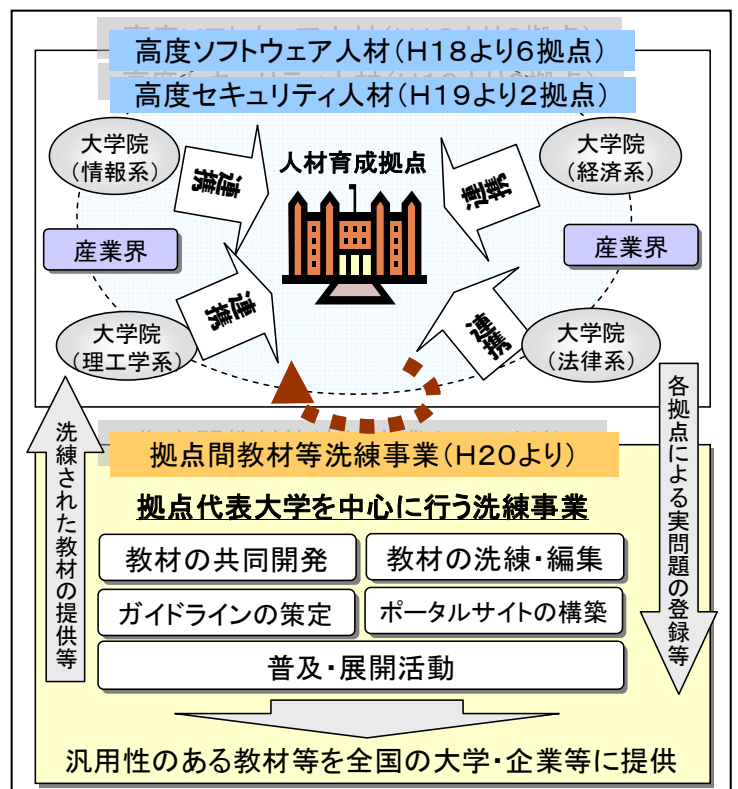 高度ソフトウェア人材(H18より6拠点)
高度セキュリティ人材(H19より2拠点)
大学院
(情報系)
連携
人材育成拠点
連携
大学院
(経済系)
産業界
産業界
連携
連携
大学院
(理工学系)
大学院
(法律系)
洗練された教材の提供等
各拠点による実問題の登録等
拠点間教材等洗練事業(H20より)
拠点代表大学を中心に行う洗練事業
教材の共同開発
教材の洗練・編集
ガイドラインの策定
ポータルサイトの構築
普及・展開活動
汎用性のある教材等を全国の大学・企業等に提供